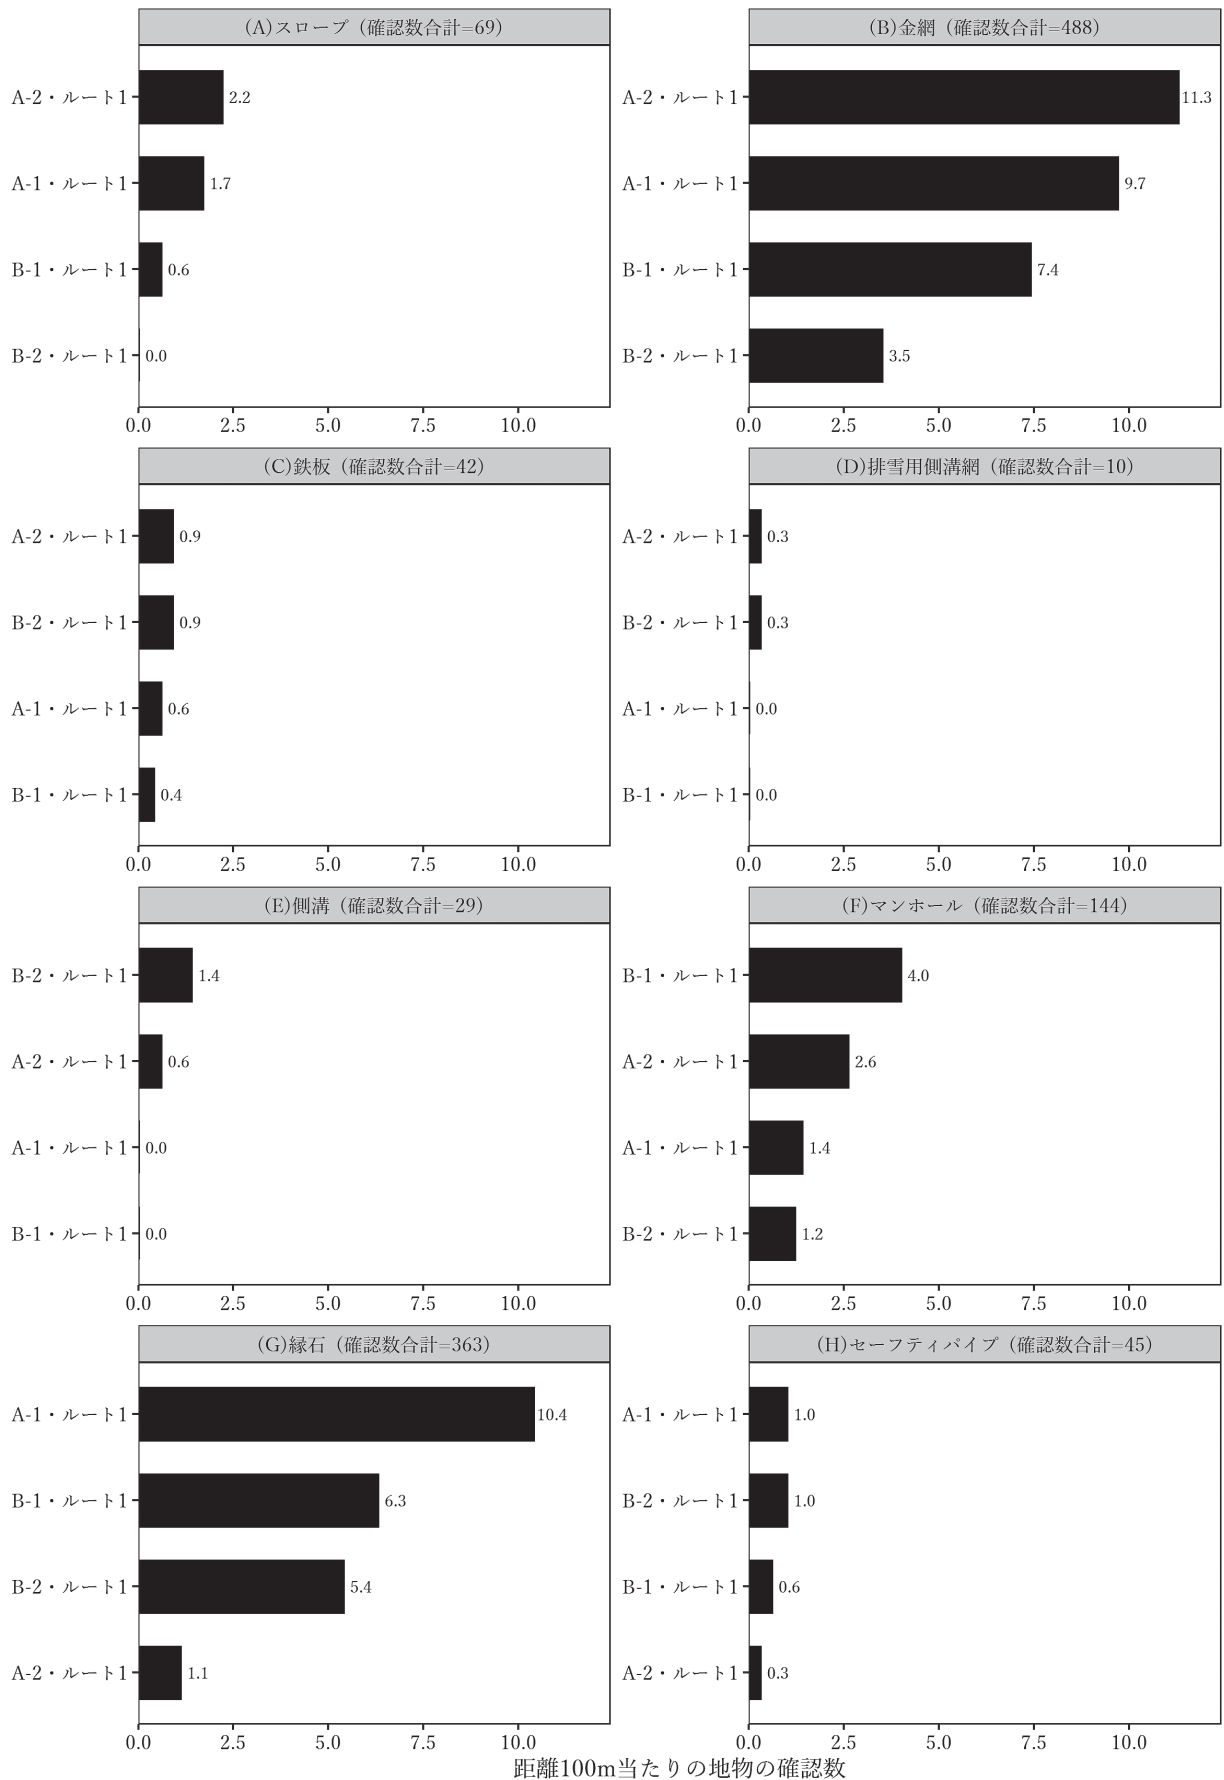 (A)スロープ（確認数合計=69）
A-2・ルート1 2.2
A-1・ルート1 1.7
B-1・ルート1 0.6
B-2・ルート1 0.0
0.0 2.5 5.0 7.5 10.0
(B)金網（確認数合計=488）
A-2・ルート1 11.3
A-1・ルート1 9.7
B-1・ルート1 7.4
B-2・ルート1 3.5
0.0 2.5 5.0 7.5 10.0
(C)鉄板（確認数合計=42）
A-2・ルート1 0.9
B-2・ルート1 0.9
A-1・ルート1 0.6
B-1・ルート1 0.4
0.0 2.5 5.0 7.5 10.0
(D)排雪用側溝網（確認数合計=10）
A-2・ルート1 0.3
B-2・ルート1 0.3
A-1・ルート1 0.0
B-1・ルート1 0.0
0.0 2.5 5.0 7.5 10.0
(E)側溝（確認数合計=29）
B-2・ルート1 1.4
A-2・ルート1 0.6
A-1・ルート1 0.0
B-1・ルート1 0.0
0.0 2.5 5.0 7.5 10.0
(F)マンホール（確認数合計=144）
B-1・ルート1 4.0
A-2・ルート1 2.6
A-1・ルート1 1.4
B-2・ルート1 1.2
0.0 2.5 5.0 7.5 10.0
(G)縁石（確認数合計=363）
A-1・ルート1 10.4
B-1・ルート1 6.3
B-2・ルート1 5.4
A-2・ルート1 1.1
0.0 2.5 5.0 7.5 10.0
(H)セーフティパイプ（確認数合計=45）
A-1・ルート1 1.0
B-2・ルート1 1.0
B-1・ルート1 0.6
A-2・ルート1 0.3
0.0 2.5 5.0 7.5 10.0
距離100m当たりの地物の確認数